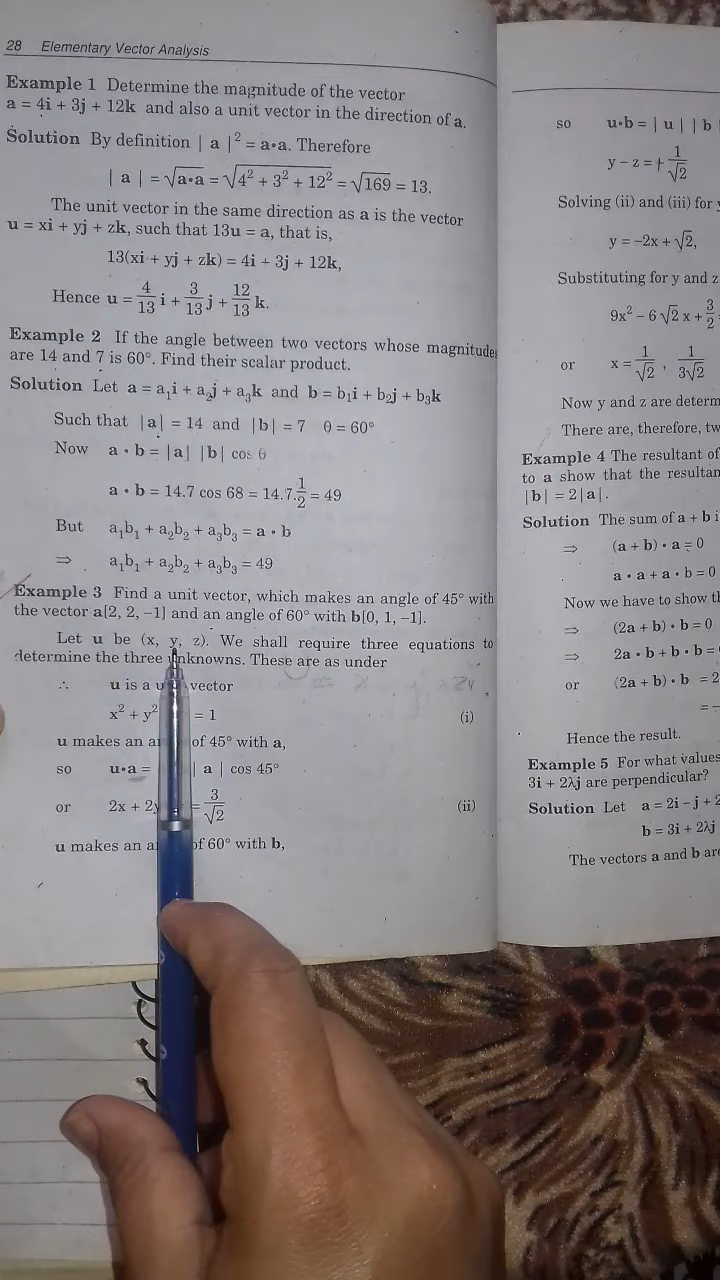 28 Elementary Vector Analysis
Example 1 Determine the magnitude of the vector
a = 4i + 3j + 12k and also a unit vector in the direction of a.
Solution By definition | a |² = a•a. Therefore
| a | = √a•a = √4² + 3² + 12² = √169 = 13.
The unit vector in the same direction as a is the vector
u = xi + yj + zk, such that 13u = a, that is,
13(xi + yj + zk) = 4i + 3j + 12k,
Hence u = 4/13 i + 3/13 j + 12/13 k.
Example 2 If the angle between two vectors whose magnitudes
are 14 and 7 is 60°. Find their scalar product.
Solution Let a = a₁i + a₂j + a₃k and b = b₁i + b₂j + b₃k
Such that |a| = 14 and |b| = 7 θ = 60°
Now a • b = |a| |b| cos θ
a • b = 14.7 cos 68 = 14.7.1/2 = 49
But a₁b₁ + a₂b₂ + a₃b₃ = a • b
⇒ a₁b₁ + a₂b₂ + a₃b₃ = 49
Example 3 Find a unit vector, which makes an angle of 45° with
the vector a[2, 2, −1] and an angle of 60° with b[0, 1, −1].
Let u be (x, y, z). We shall require three equations to
determine the three unknowns. These are as under
∴ u is a u vector
x² + y² = 1 (i)
u makes an a of 45° with a,
so u•a = | a | cos 45°
or 2x + 2y = 3/√2 (ii)
u makes an a of 60° with b,
so u•b = | u | | b |
y − z = + 1/√2
Solving (ii) and (iii) for y
y = −2x + √2,
Substituting for y and z
9x² − 6√2 x + 3/2
or x = 1/√2 , 1/3√2
Now y and z are determ
There are, therefore, tw
Example 4 The resultant of
to a show that the resultan
|b| = 2|a|.
Solution The sum of a + b i
⇒ (a + b) • a = 0
a • a + a • b = 0
Now we have to show th
⇒ (2a + b) • b = 0
⇒ 2a • b + b • b =
or (2a + b) • b = 2
= −
Hence the result.
Example 5 For what values
3i + 2λj are perpendicular?
Solution Let a = 2i − j + 2
b = 3i + 2λj
The vectors a and b are